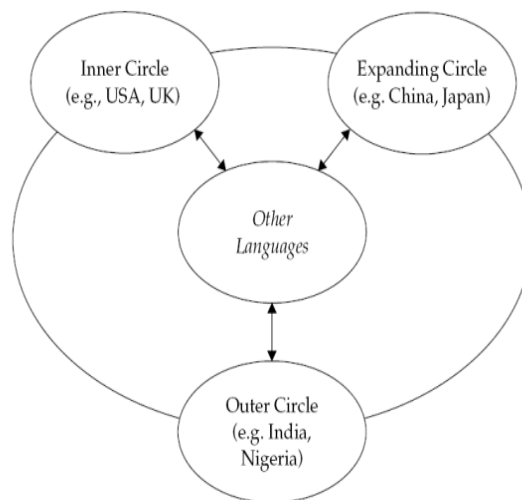 Inner Circle
(e.g., USA, UK)
Expanding Circle
(e.g. China, Japan)
Other
Languages
Outer Circle
(e.g. India,
Nigeria)